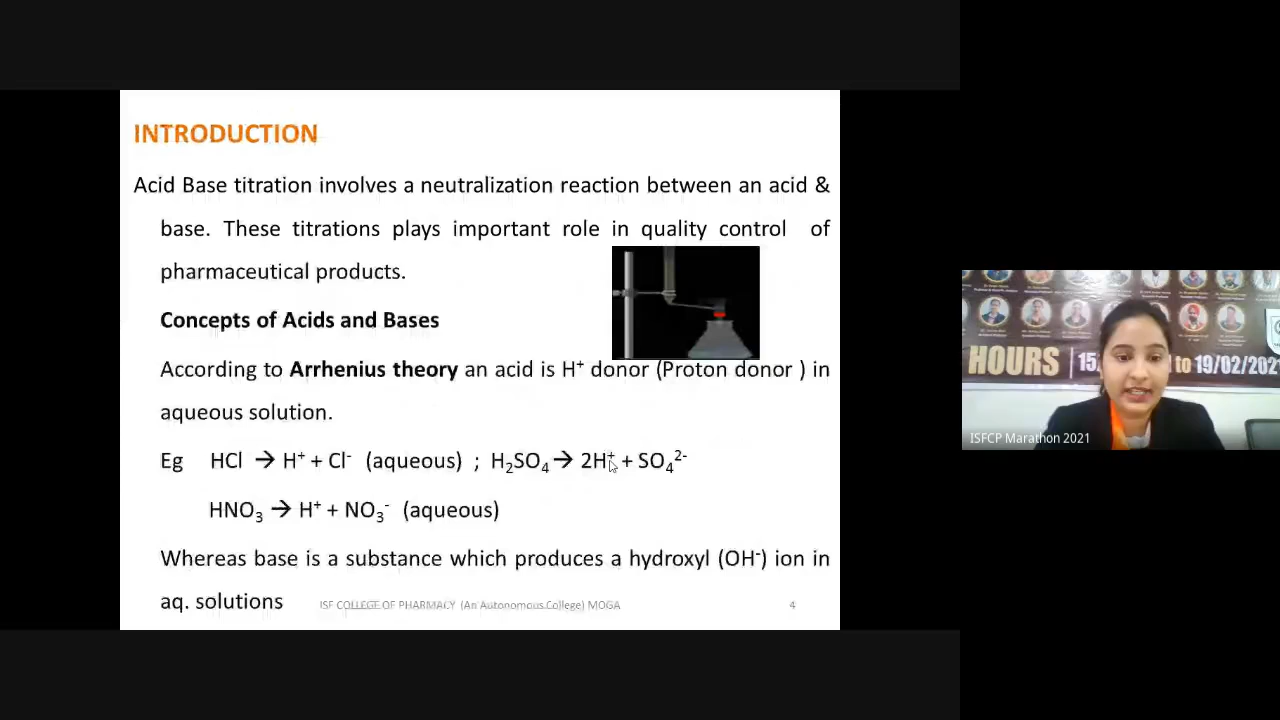 INTRODUCTION
Acid Base titration involves a neutralization reaction between an acid &
base. These titrations plays important role in quality control of
pharmaceutical products.
Concepts of Acids and Bases
According to Arrhenius theory an acid is H⁺ donor (Proton donor ) in
aqueous solution.
Eg HCl → H⁺ + Cl⁻ (aqueous) ; H₂SO₄ → 2H⁺ + SO₄²⁻
HNO₃ → H⁺ + NO₃⁻ (aqueous)
Whereas base is a substance which produces a hydroxyl (OH⁻) ion in
aq. solutions
ISF COLLEGE OF PHARMACY (An Autonomous College) MOGA 4
HOURS 15, to 19/02/2021
ISFCP Marathon 2021